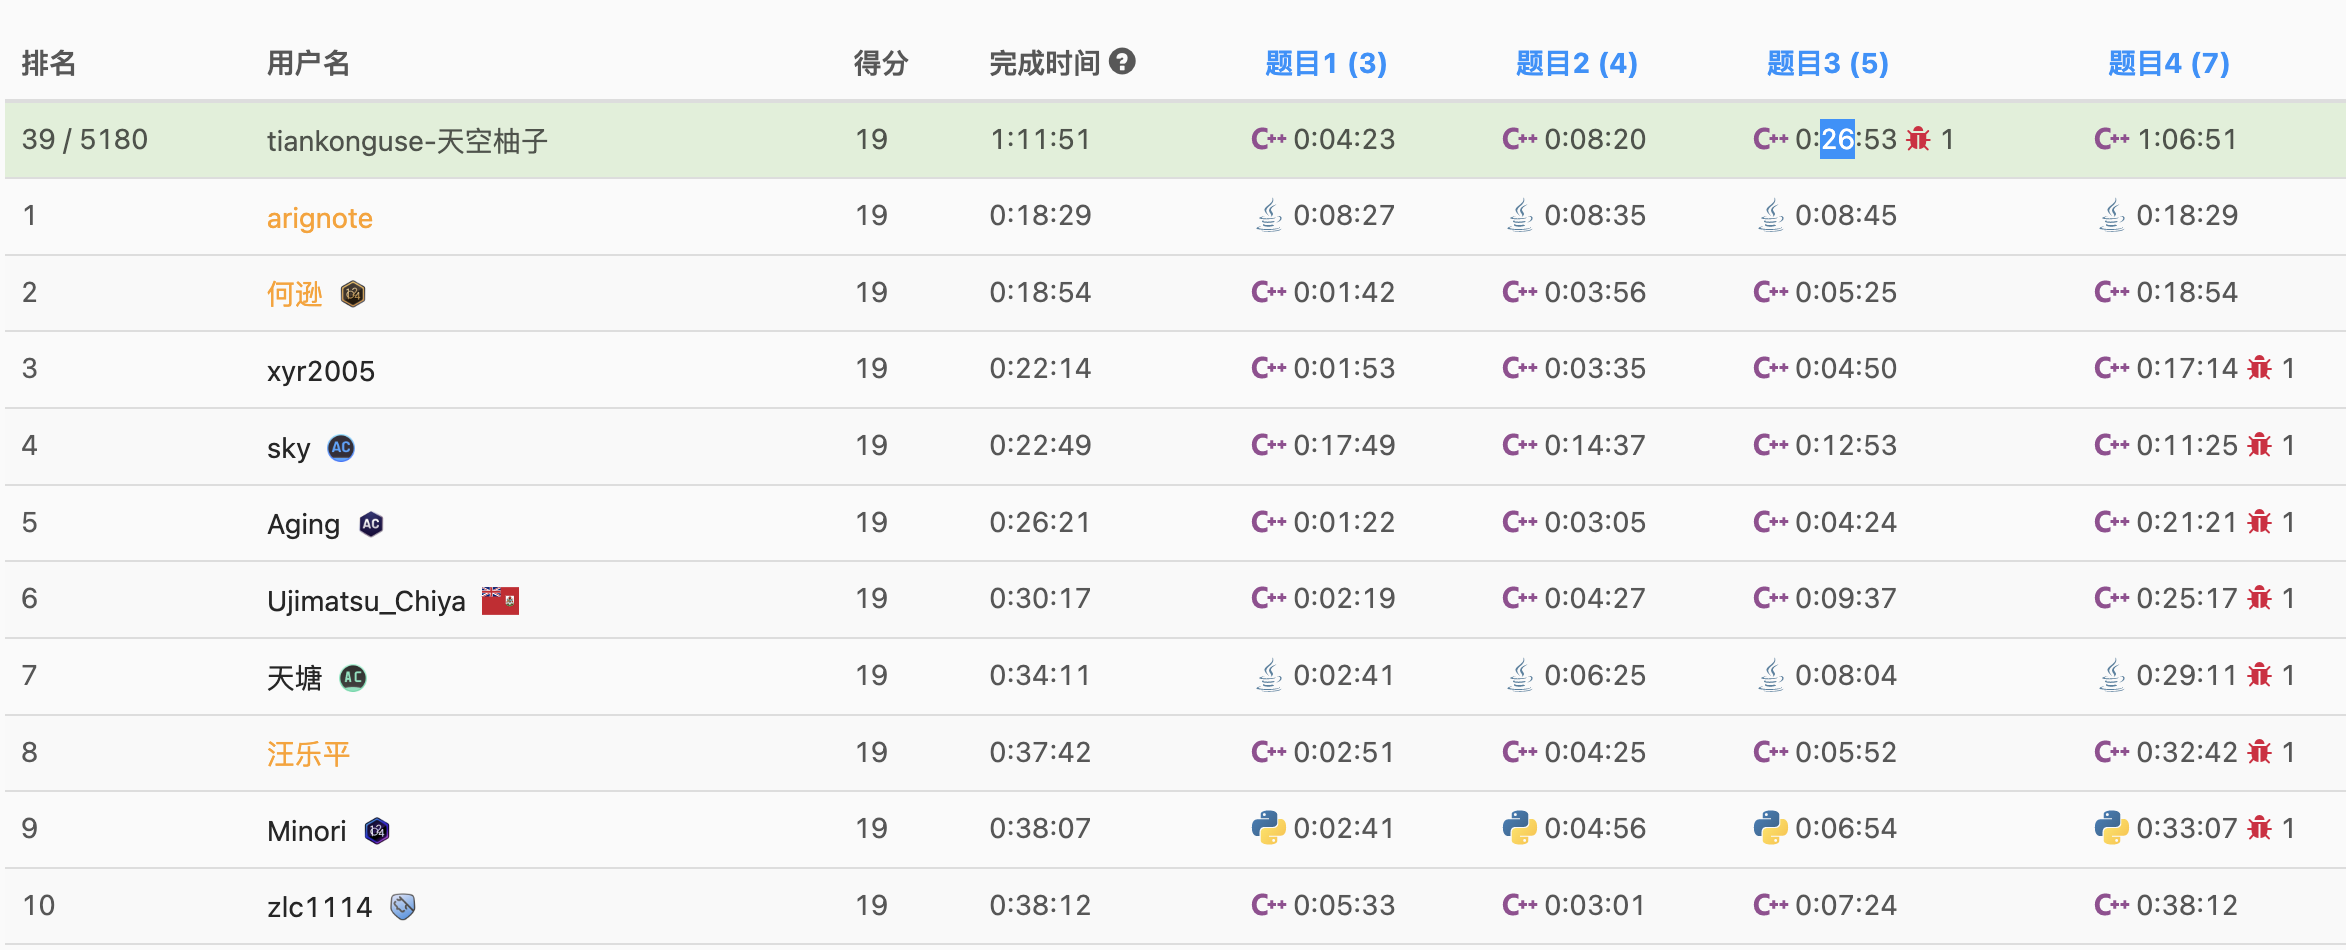 排名 用户名 得分 完成时间 ? 题目1 (3) 题目2 (4) 题目3 (5) 题目4 (7)
39 / 5180 tiankonguse-天空柚子 19 1:11:51 C++ 0:04:23 C++ 0:08:20 C++ 0:26:53 1 C++ 1:06:51
1 arignote 19 0:18:29 0:08:27 0:08:35 0:08:45 0:18:29
2 何逊 19 0:18:54 C++ 0:01:42 C++ 0:03:56 C++ 0:05:25 C++ 0:18:54
3 xyr2005 19 0:22:14 C++ 0:01:53 C++ 0:03:35 C++ 0:04:50 C++ 0:17:14 1
4 sky AC 19 0:22:49 C++ 0:17:49 C++ 0:14:37 C++ 0:12:53 C++ 0:11:25 1
5 Aging AC 19 0:26:21 C++ 0:01:22 C++ 0:03:05 C++ 0:04:24 C++ 0:21:21 1
6 Ujimatsu_Chiya 19 0:30:17 C++ 0:02:19 C++ 0:04:27 C++ 0:09:37 C++ 0:25:17 1
7 天塘 AC 19 0:34:11 0:02:41 0:06:25 0:08:04 0:29:11 1
8 汪乐平 19 0:37:42 C++ 0:02:51 C++ 0:04:25 C++ 0:05:52 C++ 0:32:42 1
9 Minori 19 0:38:07 0:02:41 0:04:56 0:06:54 0:33:07 1
10 zlc1114 19 0:38:12 C++ 0:05:33 C++ 0:03:01 C++ 0:07:24 C++ 0:38:12